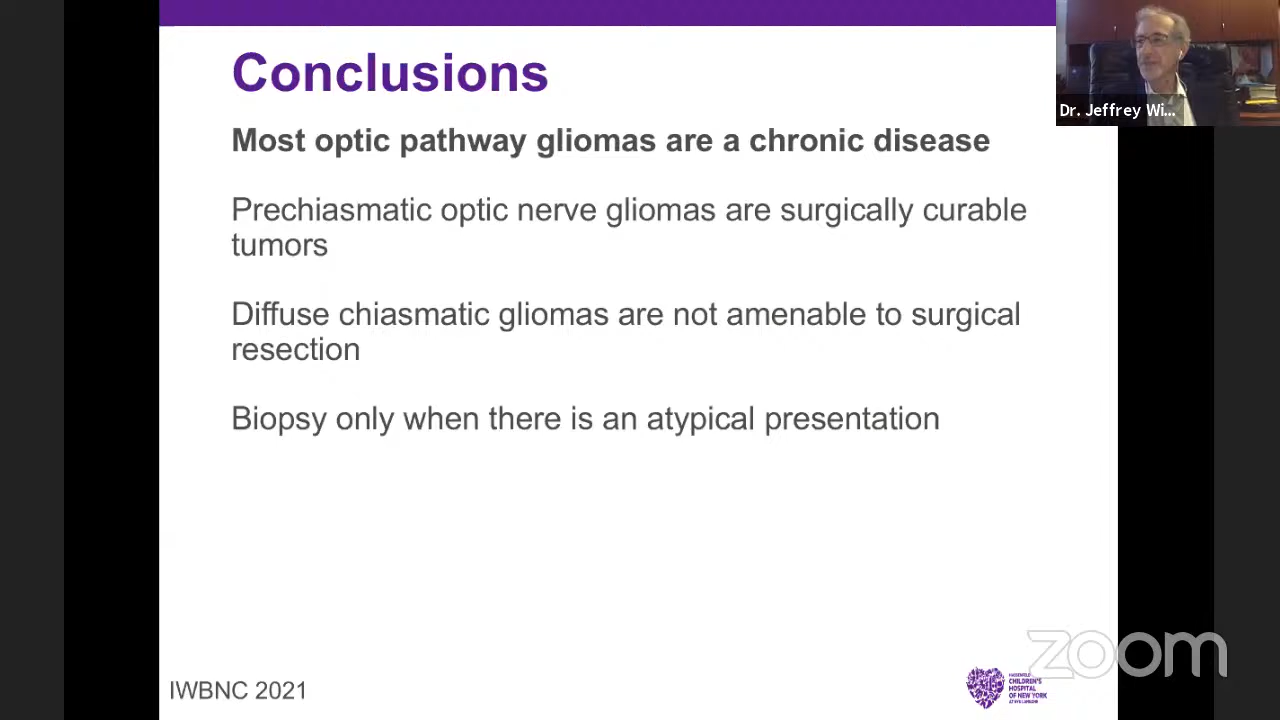 Conclusions
Dr. Jeffrey Wi...
Most optic pathway gliomas are a chronic disease
Prechiasmatic optic nerve gliomas are surgically curable
tumors
Diffuse chiasmatic gliomas are not amenable to surgical
resection
Biopsy only when there is an atypical presentation
zoom
IWBNC 2021
CHILDREN'S
HOSPITAL
OF NEW YORK